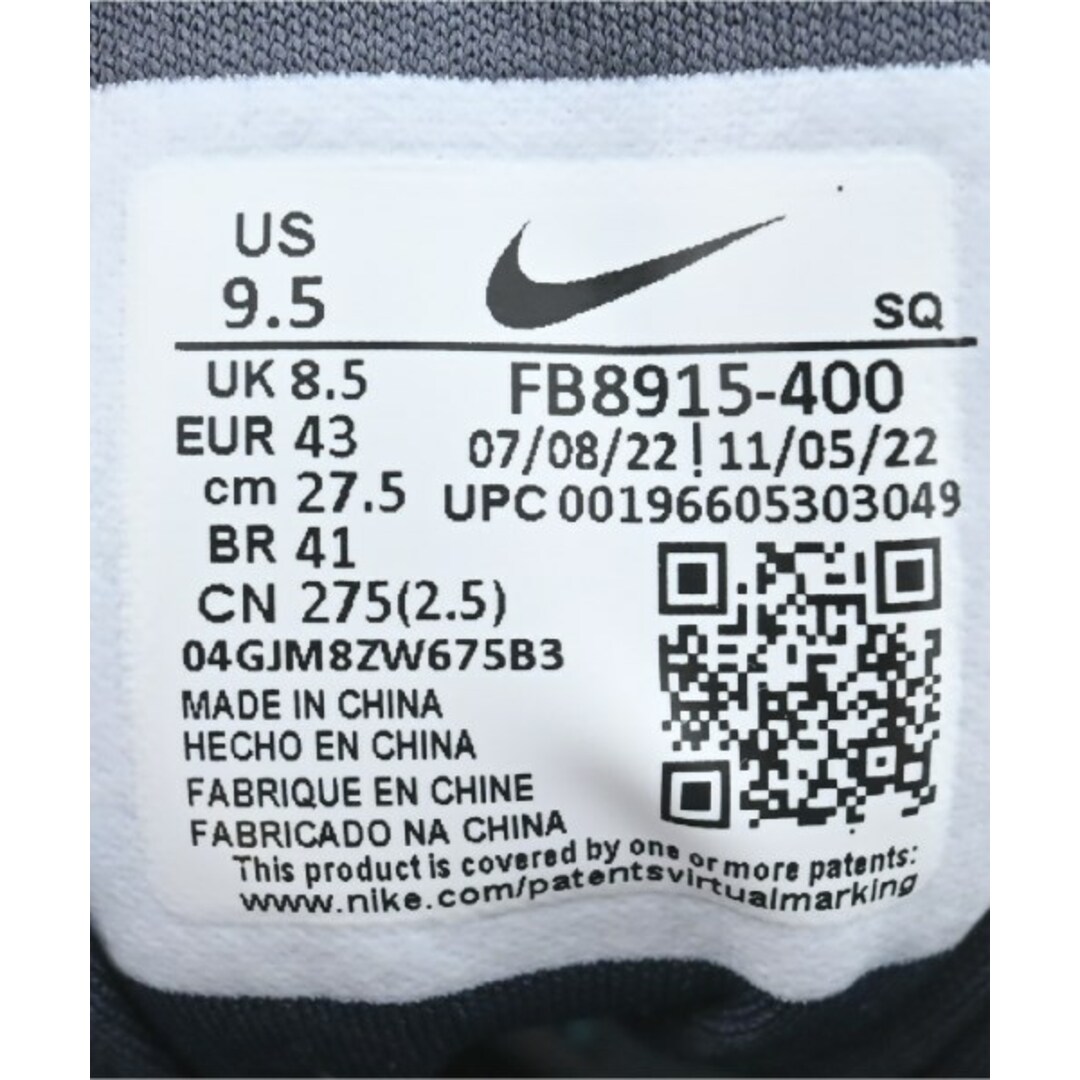 US
9.5
SQ
UK 8.5
EUR 43
cm 27.5
BR 41
CN 275(2.5)
FB8915-400
07/08/22 | 11/05/22
UPC 001966605303049
04GJM8ZW675B3
MADE IN CHINA
HECHO EN CHINA
FABRIQUE EN CHINE
FABRICADO NA CHINA
This product is covered by one or more patents:
www.nike.com/patentsvirtualmarking